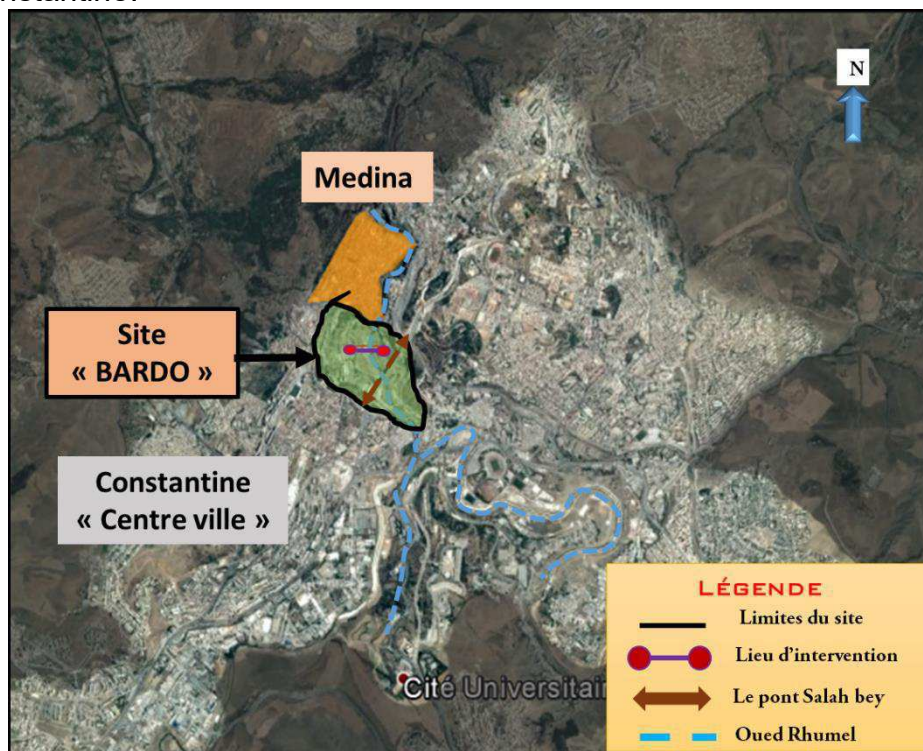 N
Medina
Site
« BARDO »
Constantine
« Centre ville »
LÉGENDE
Limites du site
Lieu d'intervention
Le pont Salah bey
Oued Rhumel
Cité Universitair